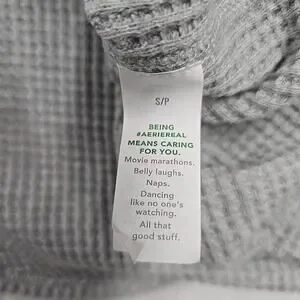 S/P
BEING
#AERIEREAL
MEANS CARING
FOR YOU.
Movie marathons.
Belly laughs.
Naps.
Dancing
like no one's
watching.
All that
good stuff.